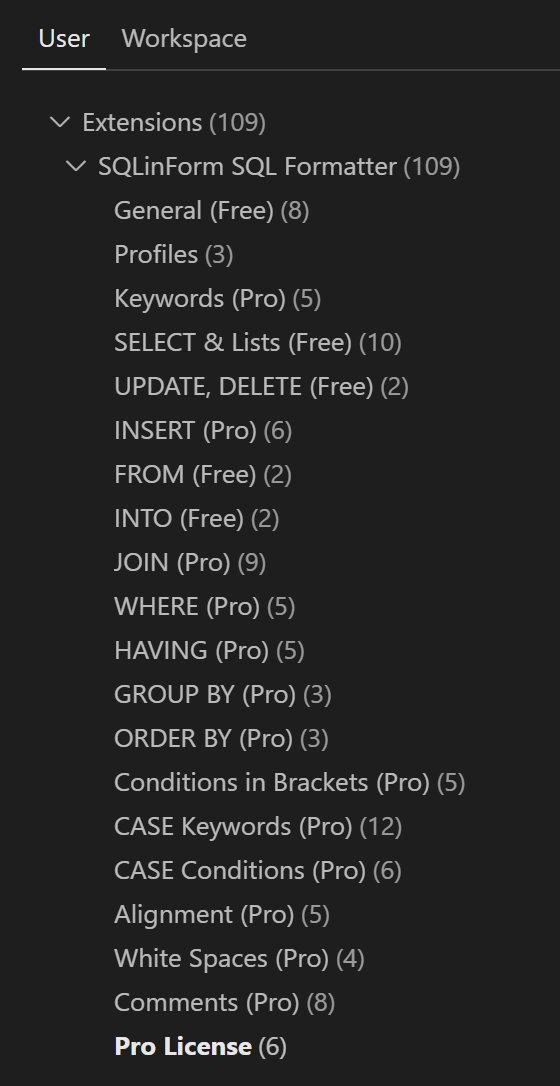 User Workspace
Extensions (109)
SQLinForm SQL Formatter (109)
General (Free) (8)
Profiles (3)
Keywords (Pro) (5)
SELECT & Lists (Free) (10)
UPDATE, DELETE (Free) (2)
INSERT (Pro) (6)
FROM (Free) (2)
INTO (Free) (2)
JOIN (Pro) (9)
WHERE (Pro) (5)
HAVING (Pro) (5)
GROUP BY (Pro) (3)
ORDER BY (Pro) (3)
Conditions in Brackets (Pro) (5)
CASE Keywords (Pro) (12)
CASE Conditions (Pro) (6)
Alignment (Pro) (5)
White Spaces (Pro) (4)
Comments (Pro) (8)
Pro License (6)